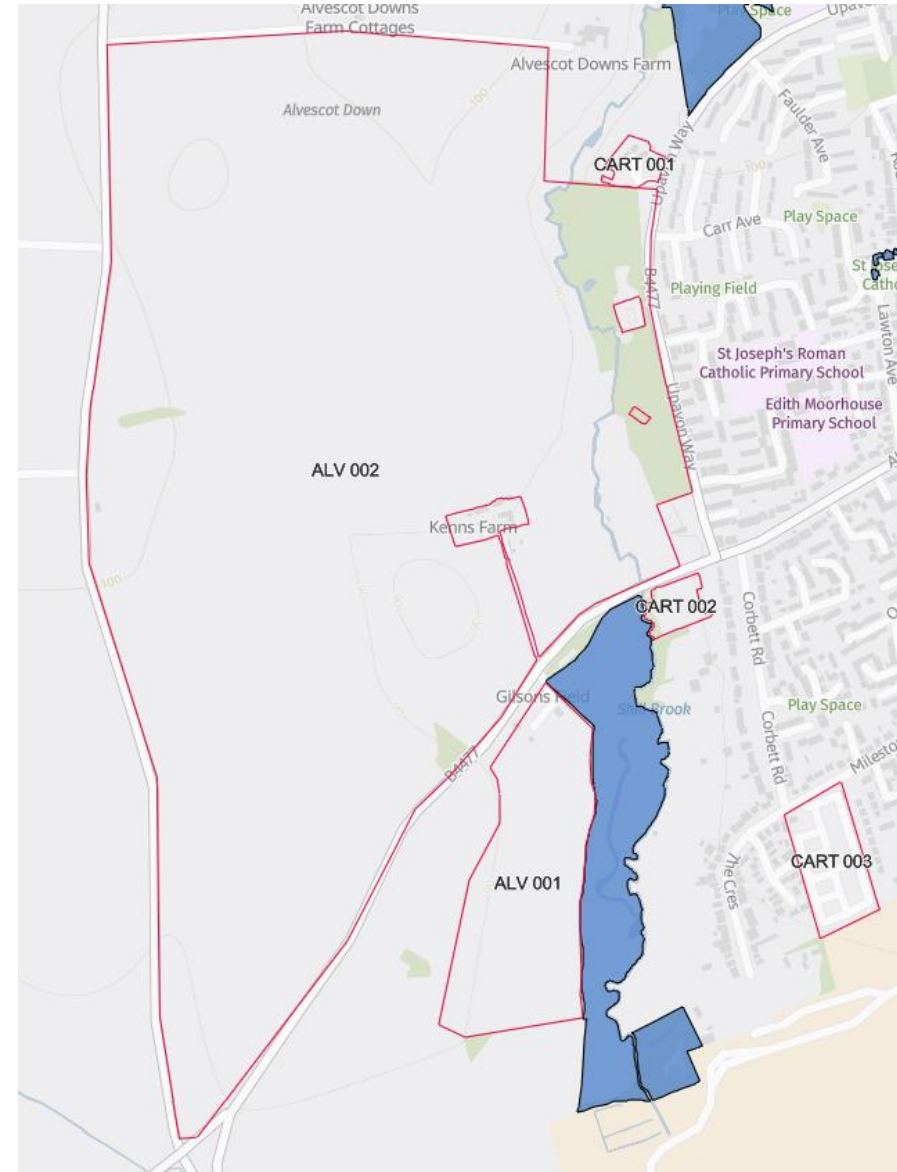 Alvescot Downs
Farm Cottages
Play Space
Alvescot Downs Farm
Upavon Way
Faulder Ave
Alvescot Down
100
CART 001
100
Carr Ave
Play Space
Playing Field
B4477
Lawton Ave
St Joseph's Roman
Catholic Primary School
Edith Moorhouse
Primary School
Upavon Way
ALV 002
Kenns Farm
100
CART 002
Corbett Rd
Gilsons Field
Shill Brook
Play Space
B4477
Corbett Rd
The Cres
CART 003
ALV 001